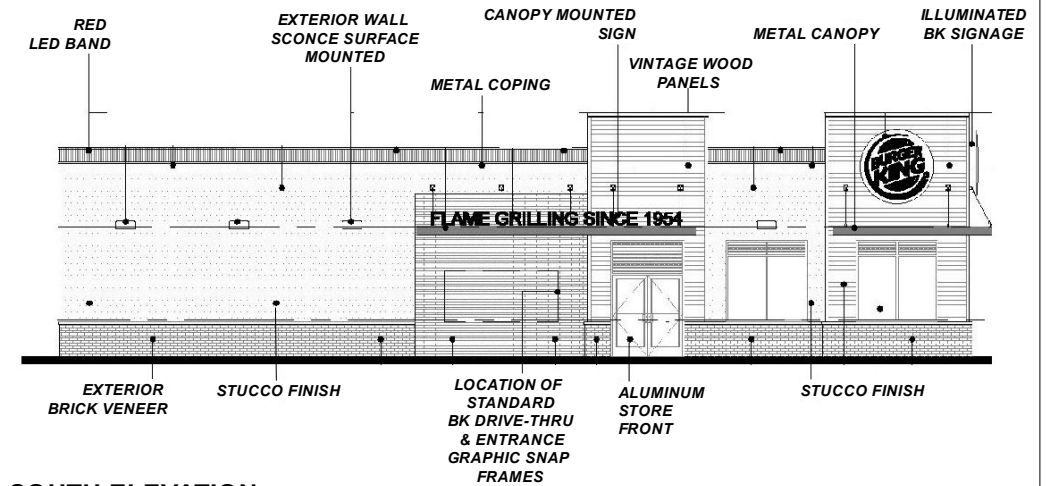 RED
LED BAND
EXTERIOR WALL
SCONCE SURFACE
MOUNTED
METAL COPING
CANOPY MOUNTED
SIGN
VINTAGE WOOD
PANELS
METAL CANOPY
ILLUMINATED
BK SIGNAGE
BURGER
KING
FLAME GRILLING SINCE 1954
EXTERIOR
BRICK VENEER
STUCCO FINISH
LOCATION OF
STANDARD
BK DRIVE-THRU
& ENTRANCE
GRAPHIC SNAP
FRAMES
ALUMINUM
STORE
FRONT
STUCCO FINISH
SOUTH ELEVATION